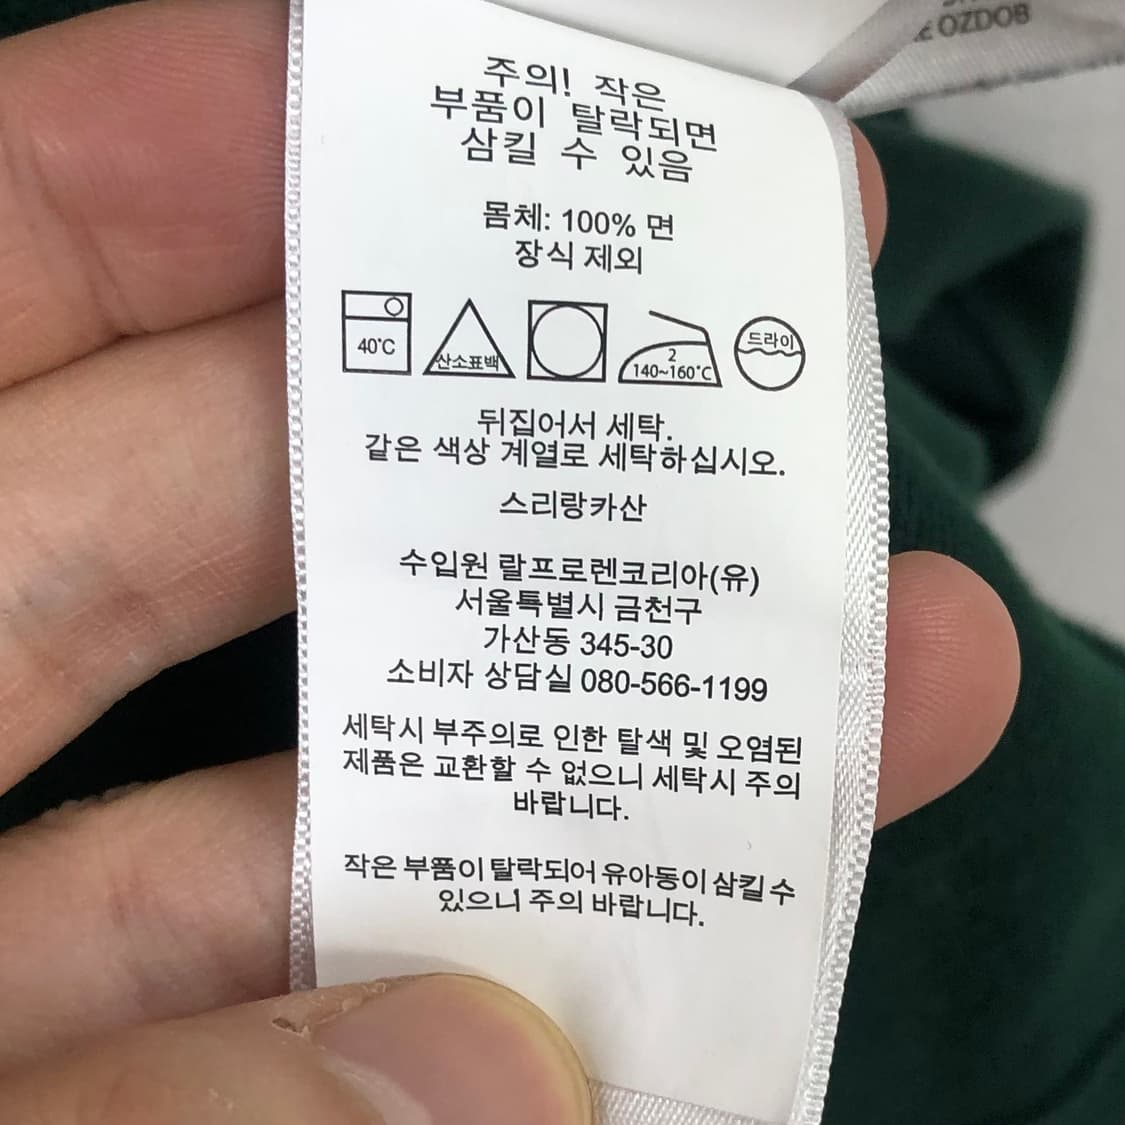 OZDOB
주의! 작은
부품이 탈락되면
삼킬 수 있음
몸체: 100% 면
장식 제외
40°C
산소표백
2
140~160°C
드라이
뒤집어서 세탁.
같은 색상 계열로 세탁하십시오.
스리랑카산
수입원 랄프로렌코리아(유)
서울특별시 금천구
가산동 345-30
소비자 상담실 080-566-1199
세탁시 부주의로 인한 탈색 및 오염된
제품은 교환할 수 없으니 세탁시 주의
바랍니다.
작은 부품이 탈락되어 유아동이 삼킬 수
있으니 주의 바랍니다.